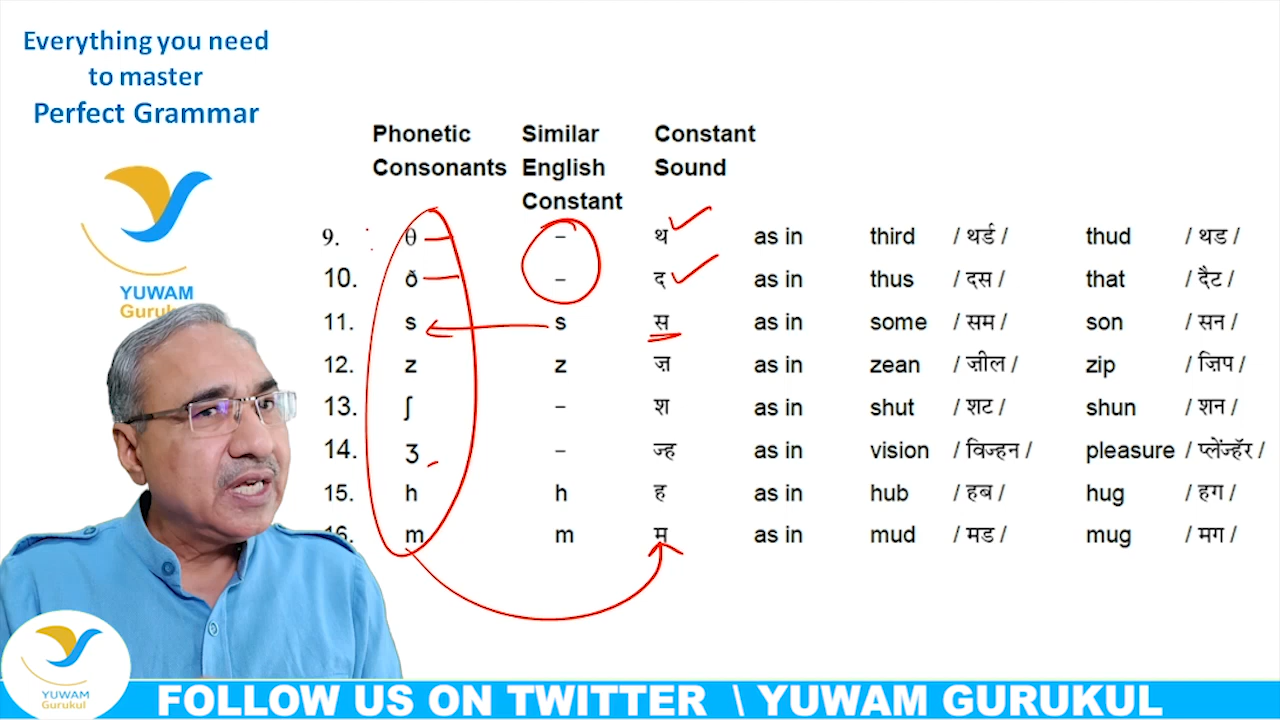 Everything you need
to master
Perfect Grammar
YUWAM
Guruku
Phonetic Similar Constant
Consonants English Sound
Constant
9. θ – थ as in third / थर्ड / thud / थड /
10. ð – द as in thus / दस / that / दैट /
11. s s स as in some / सम / son / सन /
12. z z ज़ as in zean / ज़ील / zip / ज़िप /
13. ʃ – श as in shut / शट / shun / शन /
14. ʒ – ज्ह as in vision / विज्हन / pleasure / प्लेंज्हॅर /
15. h h ह as in hub / हब / hug / हग /
16. m m म as in mud / मड / mug / मग /
YUWAM
Gurukul
FOLLOW US ON TWITTER \ YUWAM GURUKUL